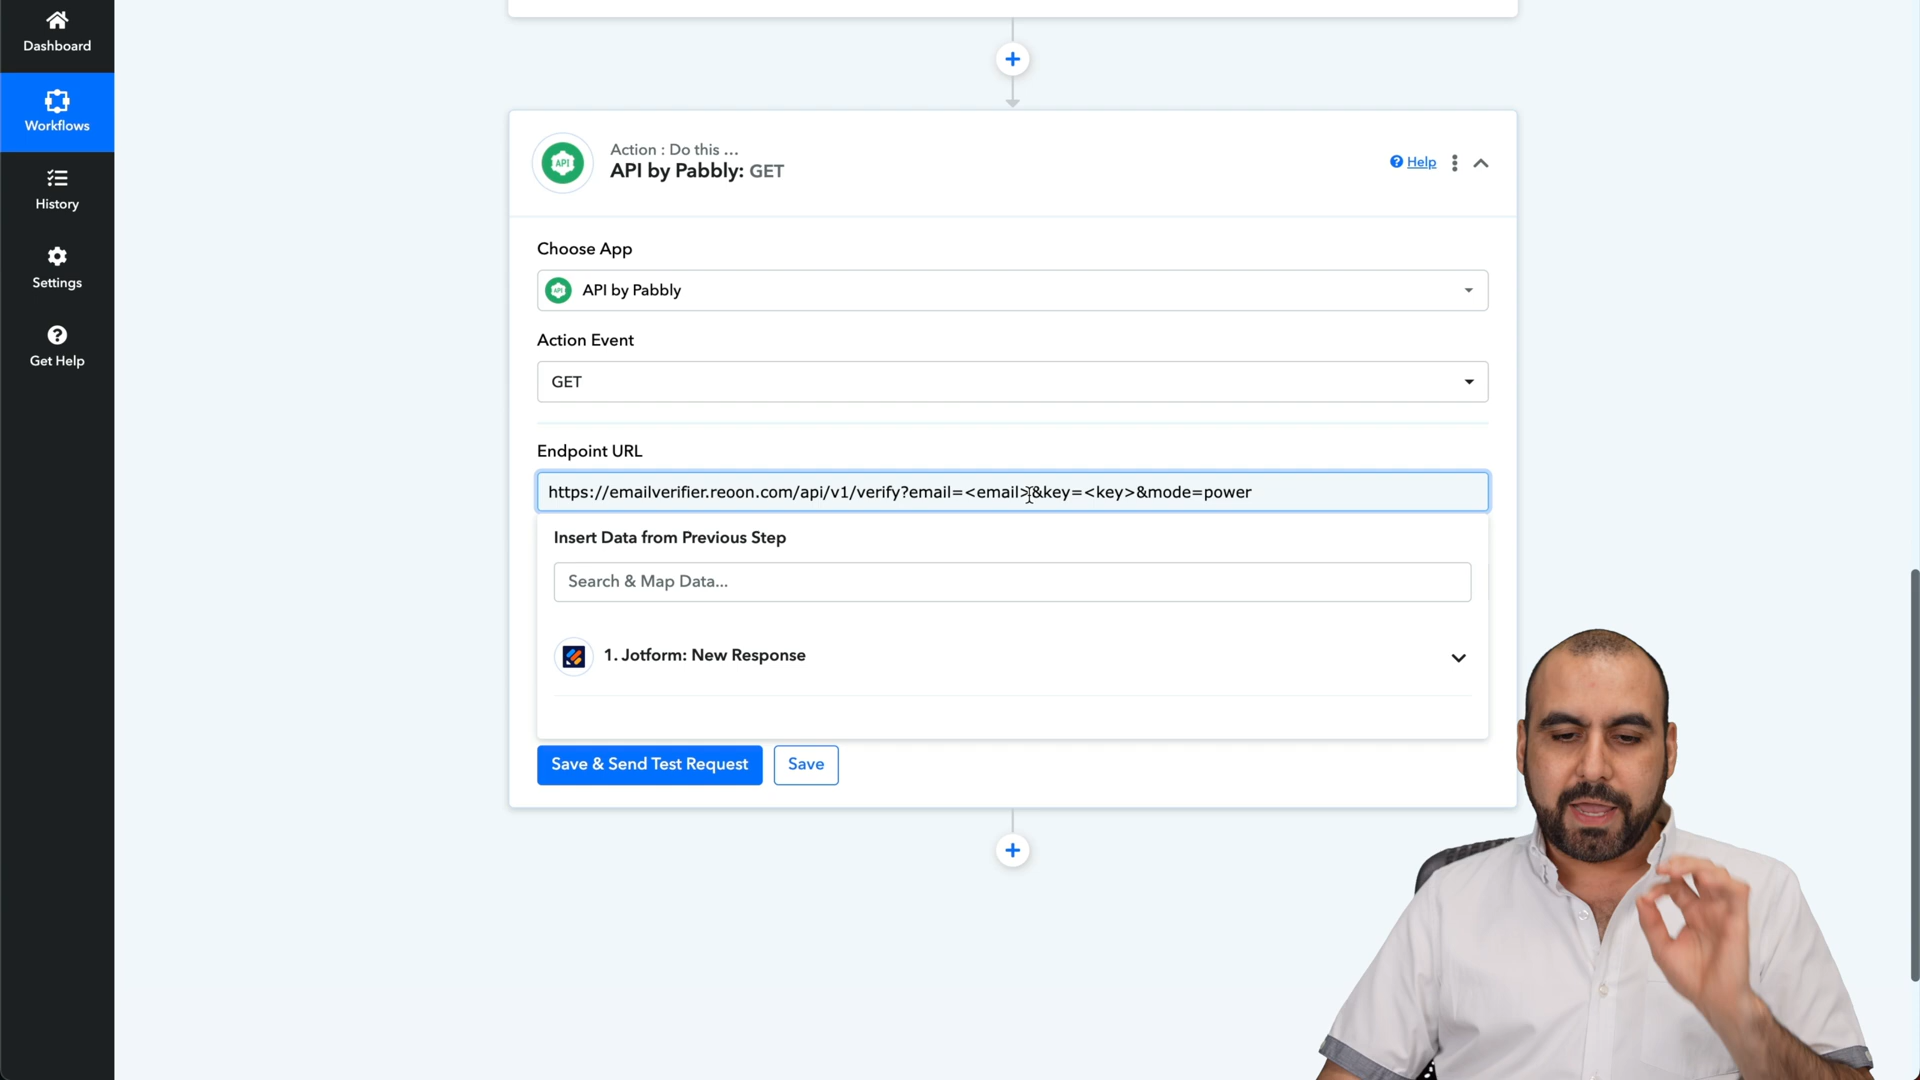 Dashboard
Workflows
History
Settings
Get Help
Action : Do this ...
API by Pabbly: GET
Help
Choose App
API
API by Pabbly
Action Event
GET
Endpoint URL
https://emailverifier.reoon.com/api/v1/verify?email=<email>&key=<key>&mode=power
Insert Data from Previous Step
Search & Map Data...
1. Jotform: New Response
Save & Send Test Request
Save